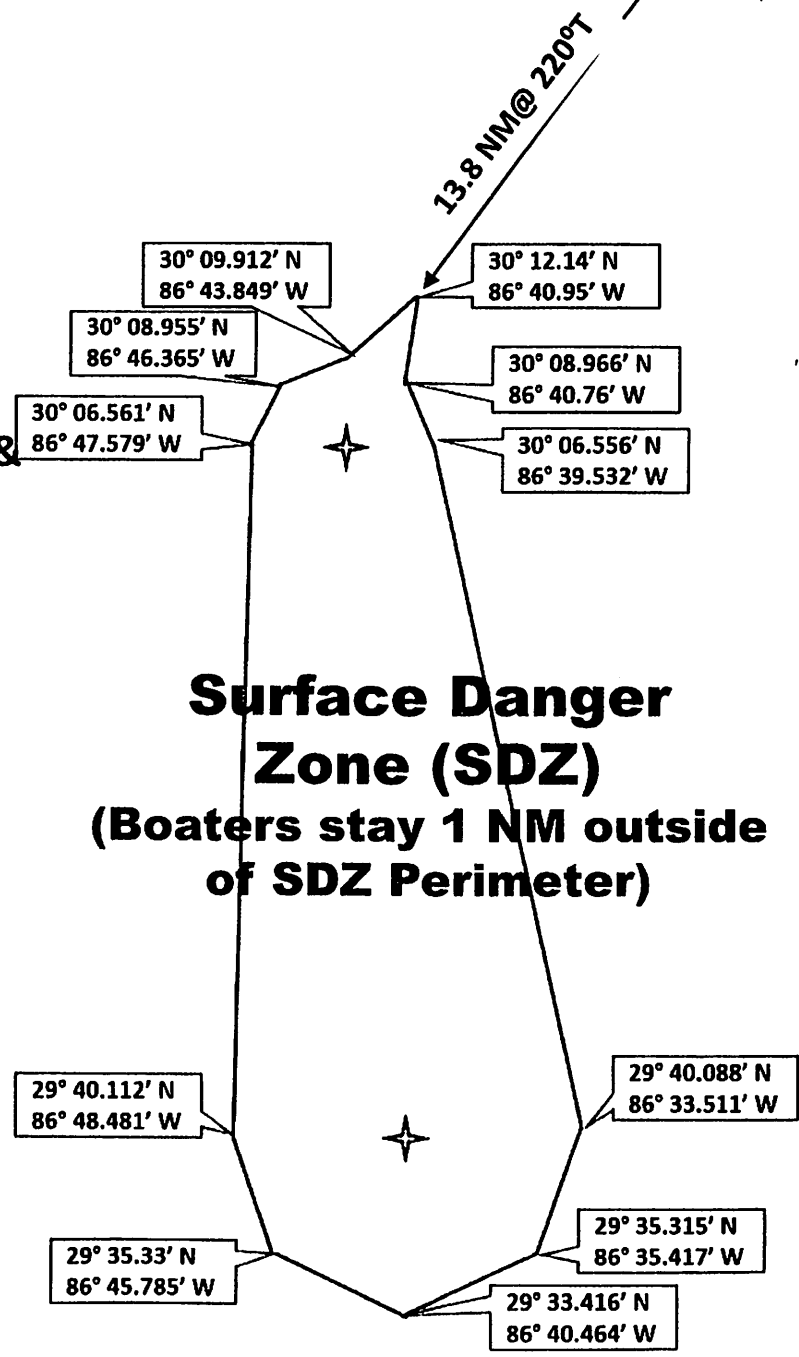 13.8 NM@ 220°T
30° 09.912' N
86° 43.849' W
30° 12.14' N
86° 40.95' W
30° 08.955' N
86° 46.365' W
30° 08.966' N
86° 40.76' W
30° 06.561' N
86° 47.579' W
&
30° 06.556' N
86° 39.532' W
Surface Danger
Zone (SDZ)
(Boaters stay 1 NM outside
of SDZ Perimeter)
29° 40.112' N
86° 48.481' W
29° 40.088' N
86° 33.511' W
29° 35.33' N
86° 45.785' W
29° 35.315' N
86° 35.417' W
29° 33.416' N
86° 40.464' W